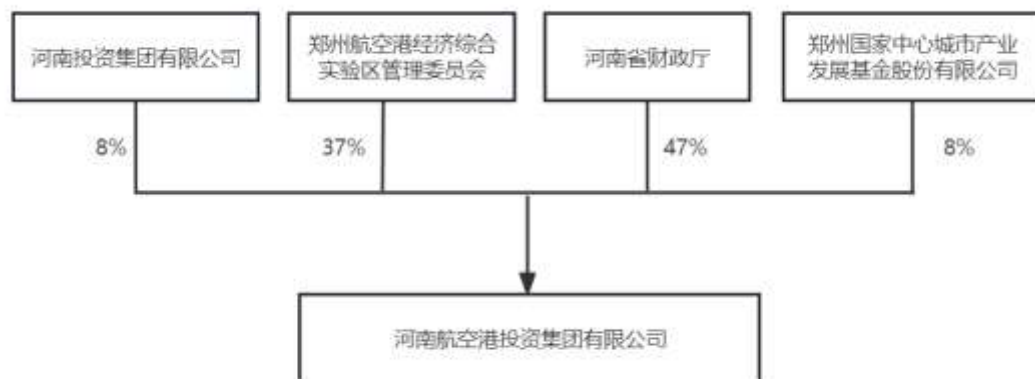 河南投资集团有限公司
郑州航空港经济综合
实验区管理委员会
河南省财政厅
郑州国家中心城市产业
发展基金股份有限公司
8%
37%
47%
8%
河南航空港投资集团有限公司